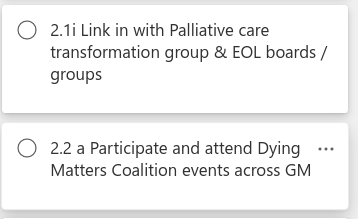 2.1i Link in with Palliative care
transformation group & EOL boards /
groups
2.2 a Participate and attend Dying
Matters Coalition events across GM